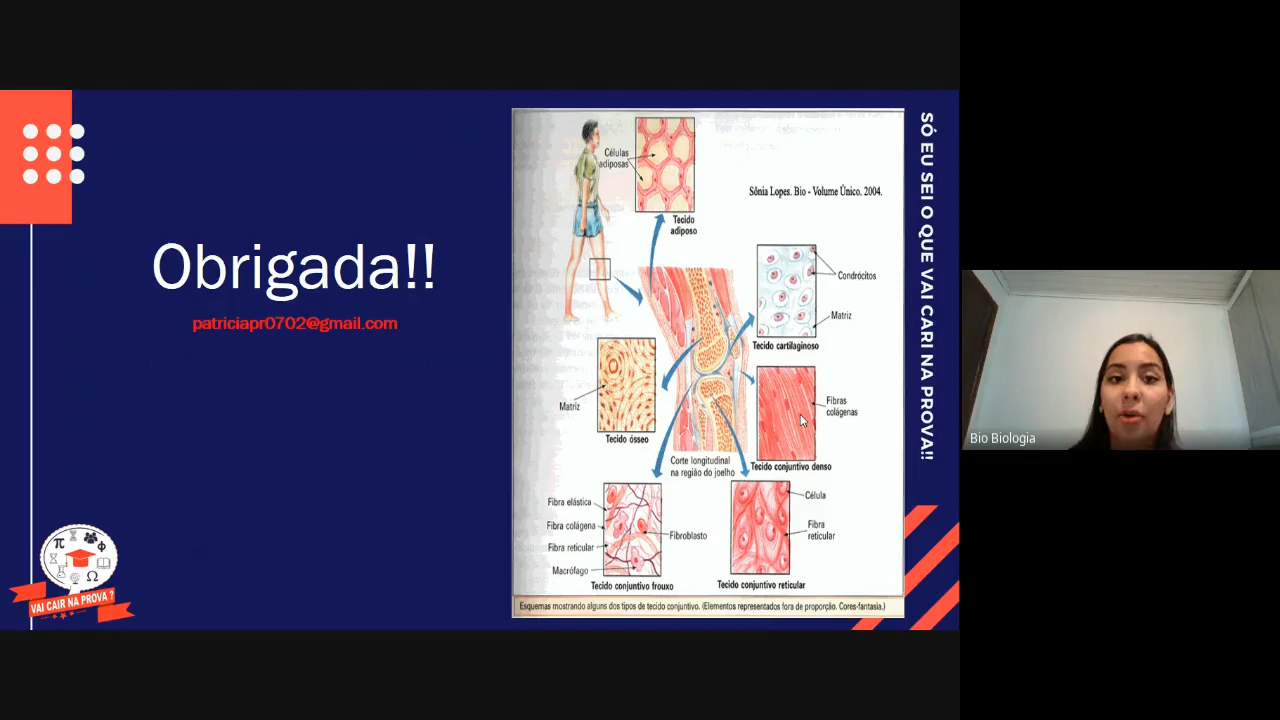 Obrigada!!
patriciapr0702@gmail.com
π
Φ
Ω
VAI CAIR NA PROVA ?
Células
adiposas
Tecido
adiposo
Sônia Lopes. Bio - Volume Único. 2004.
Condrócitos
Matriz
Tecido cartilaginoso
Matriz
Tecido ósseo
Fibras
colágenas
Tecido conjuntivo denso
Corte longitudinal
na região do joelho
Fibra elástica
Fibra colágena
Fibra reticular
Macrófago
Fibroblasto
Tecido conjuntivo frouxo
Célula
Fibra
reticular
Tecido conjuntivo reticular
Esquemas mostrando alguns dos tipos de tecido conjuntivo. (Elementos representados fora de proporção. Cores-fantasia.)
SÓ EU SEI O QUE VAI CARI NA PROVA!!
Bio Biologia